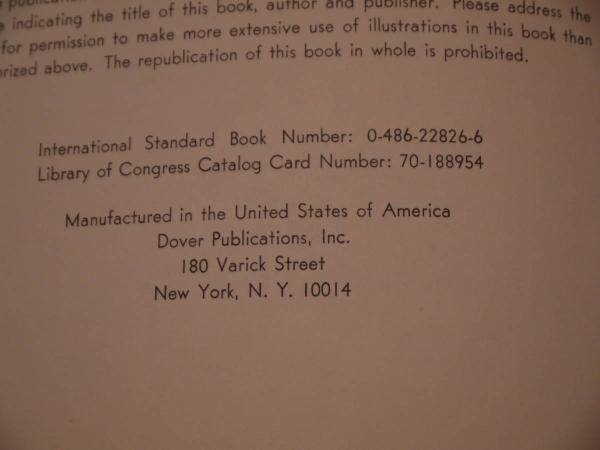 publication
indicating the title of this book, author and publisher. Please address the
for permission to make more extensive use of illustrations in this book than
above. The republication of this book in whole is prohibited.
International Standard Book Number: 0-486-22826-6
Library of Congress Catalog Card Number: 70-188954
Manufactured in the United States of America
Dover Publications, Inc.
180 Varick Street
New York, N. Y. 10014